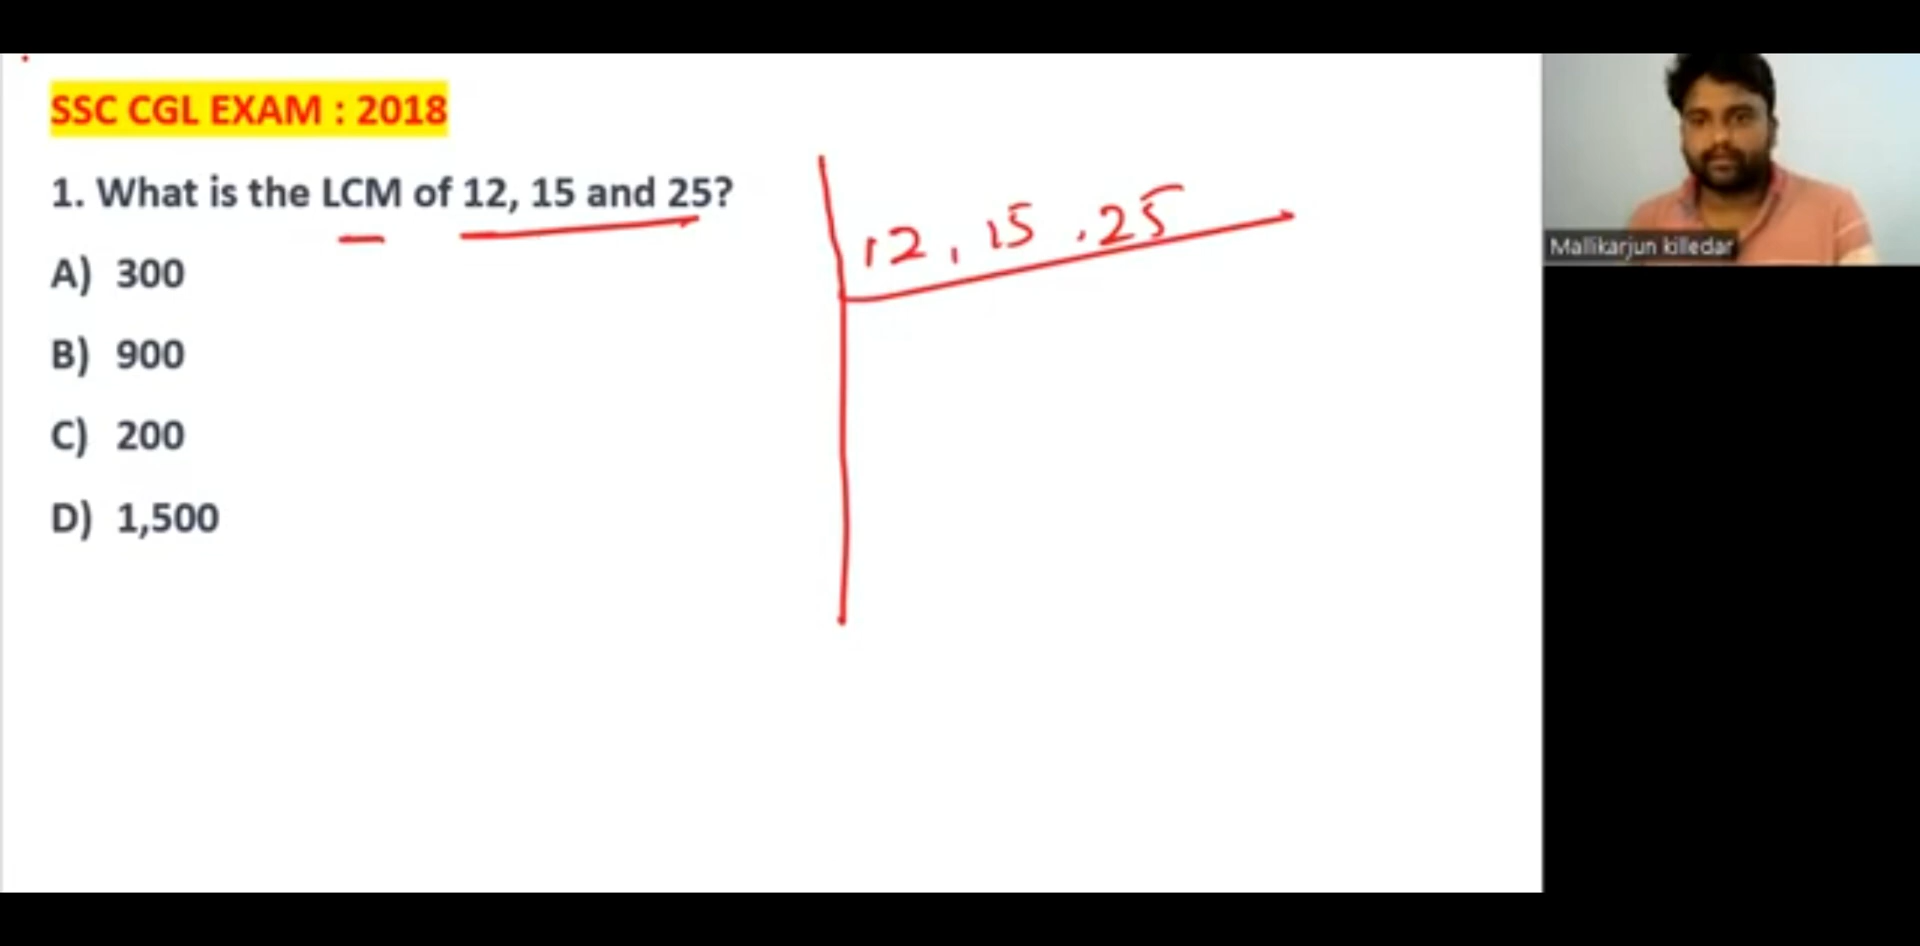 SSC CGL EXAM : 2018
1. What is the LCM of 12, 15 and 25?
12, 15 .25
A) 300
B) 900
C) 200
D) 1,500
Mallikarjun killedar